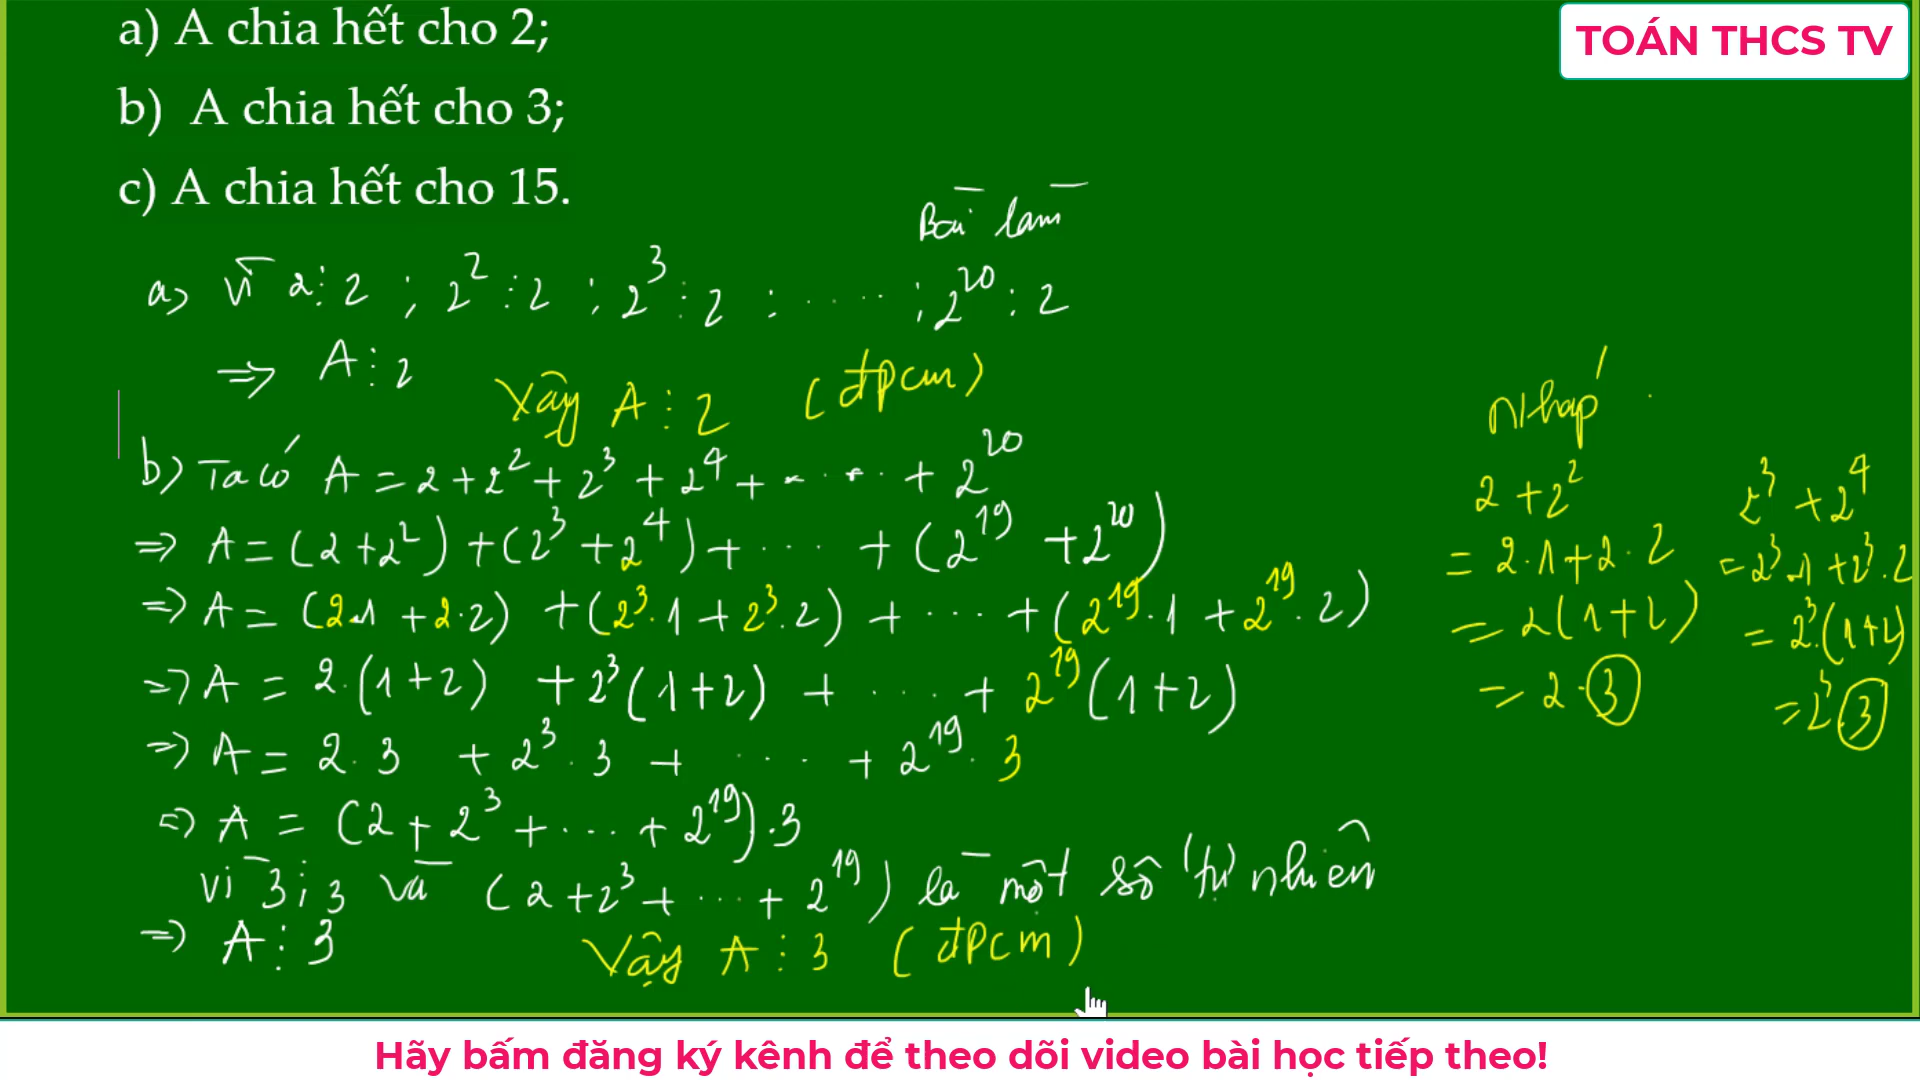 a) A chia hết cho 2;
TOÁN THCS TV
b) A chia hết cho 3;
c) A chia hết cho 15.
Bài làm
a) Vì 2⋮2 ; 2²⋮2 ; 2³⋮2 ; ..... ; 2²⁰⋮2
=> A⋮2 Vậy A⋮2 (đpcm)
b) Ta có A = 2 + 2² + 2³ + 2⁴ + ..... + 2²⁰
=> A = (2 + 2²) + (2³ + 2⁴) + .... + (2¹⁹ + 2²⁰)
=> A = (2.1 + 2.2) + (2³.1 + 2³.2) + .... + (2¹⁹.1 + 2¹⁹.2)
=> A = 2.(1+2) + 2³(1+2) + .... + 2¹⁹(1+2)
=> A = 2.3 + 2³.3 + .... + 2¹⁹.3
=> A = (2 + 2³ + .... + 2¹⁹).3
Vì 3⋮3 và (2 + 2³ + .... + 2¹⁹) là một số tự nhiên
=> A⋮3 Vậy A⋮3 (đpcm)
Nháp
2 + 2²
= 2.1 + 2.2
= 2(1+2)
= 2.3
2³ + 2⁴
= 2³.1 + 2³.2
= 2³.(1+2)
= 2³.3
Hãy bấm đăng ký kênh để theo dõi video bài học tiếp theo!